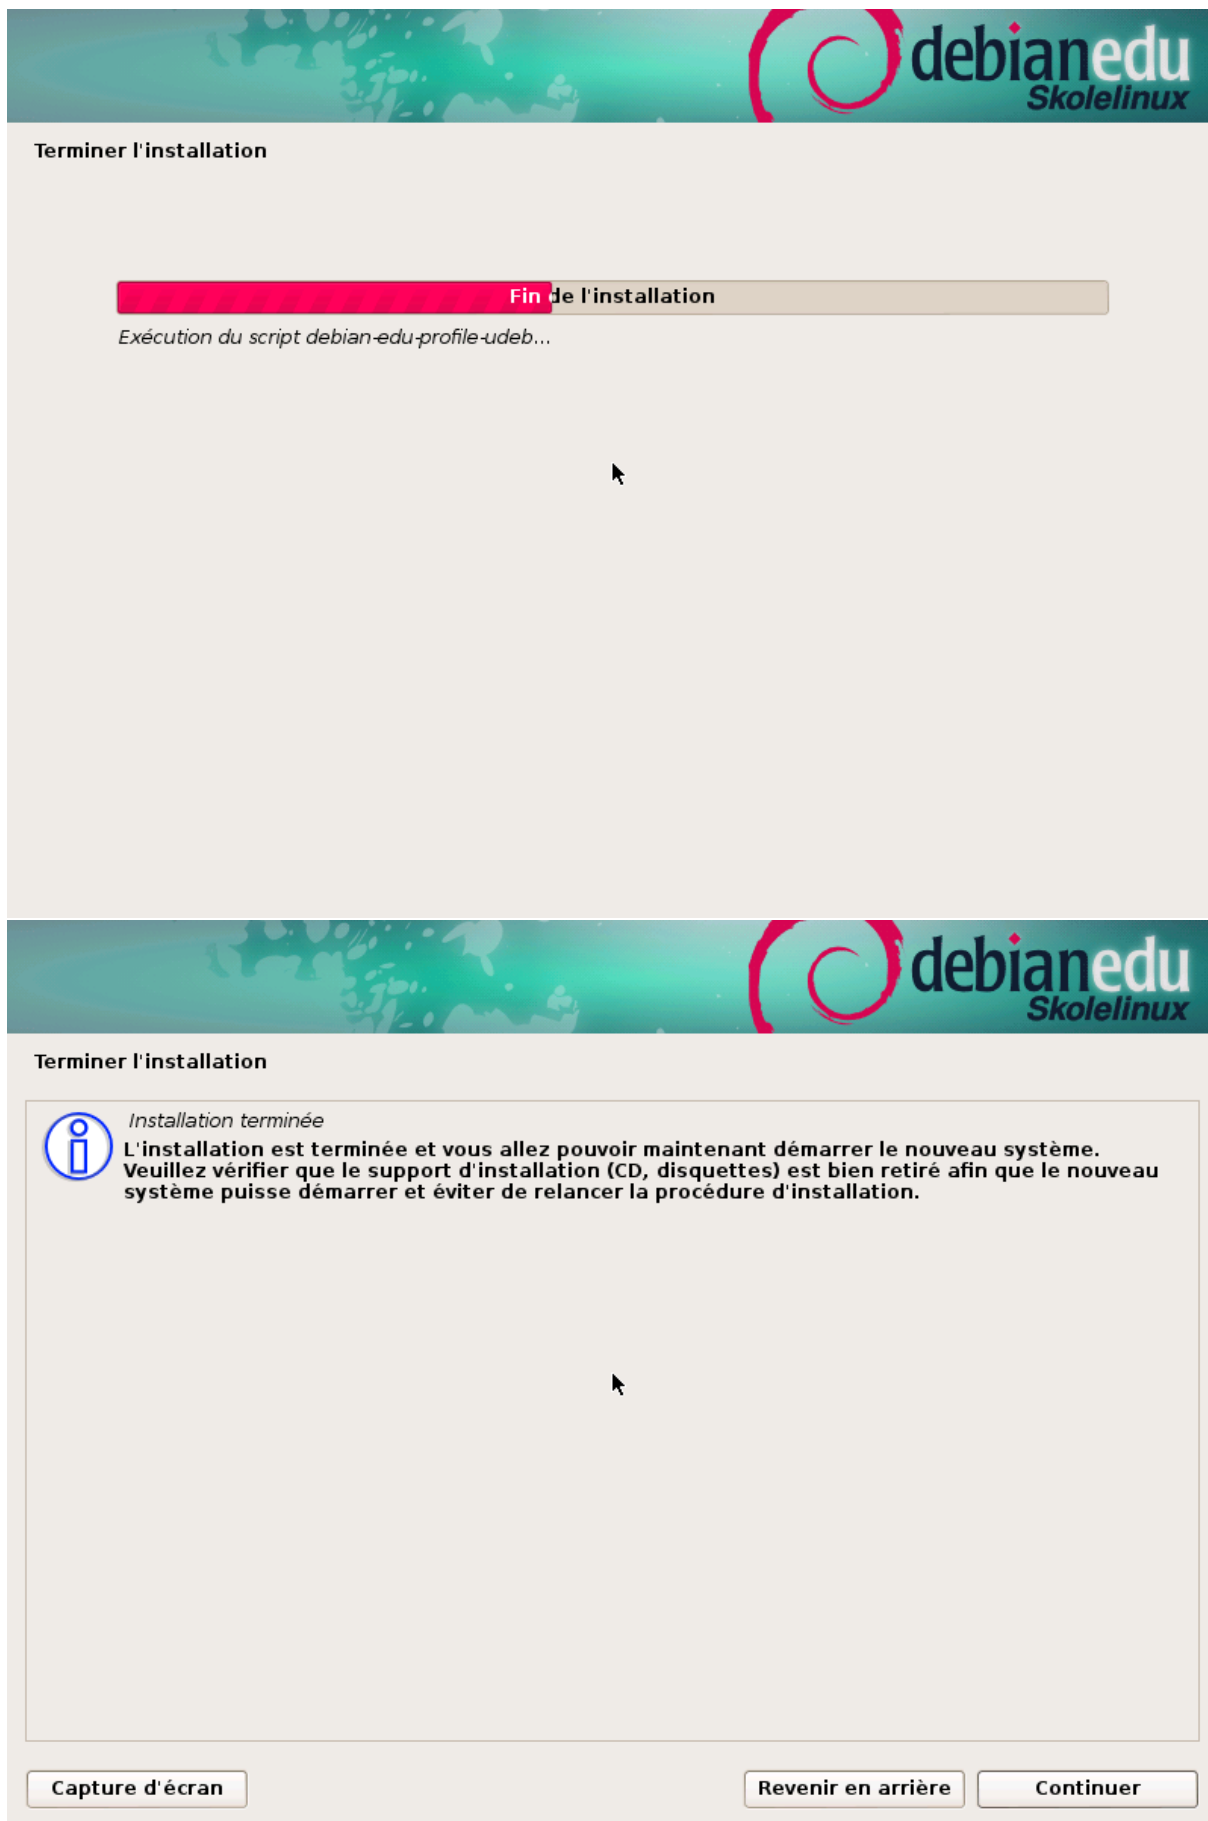 debianedu
Skolelinux
Terminer l'installation
Fin de l'installation
Exécution du script debian-edu-profile-udeb...
debianedu
Skolelinux
Terminer l'installation
Installation terminée
L'installation est terminée et vous allez pouvoir maintenant démarrer le nouveau système.
Veuillez vérifier que le support d'installation (CD, disquettes) est bien retiré afin que le nouveau
système puisse démarrer et éviter de relancer la procédure d'installation.
Capture d'écran
Revenir en arrière
Continuer